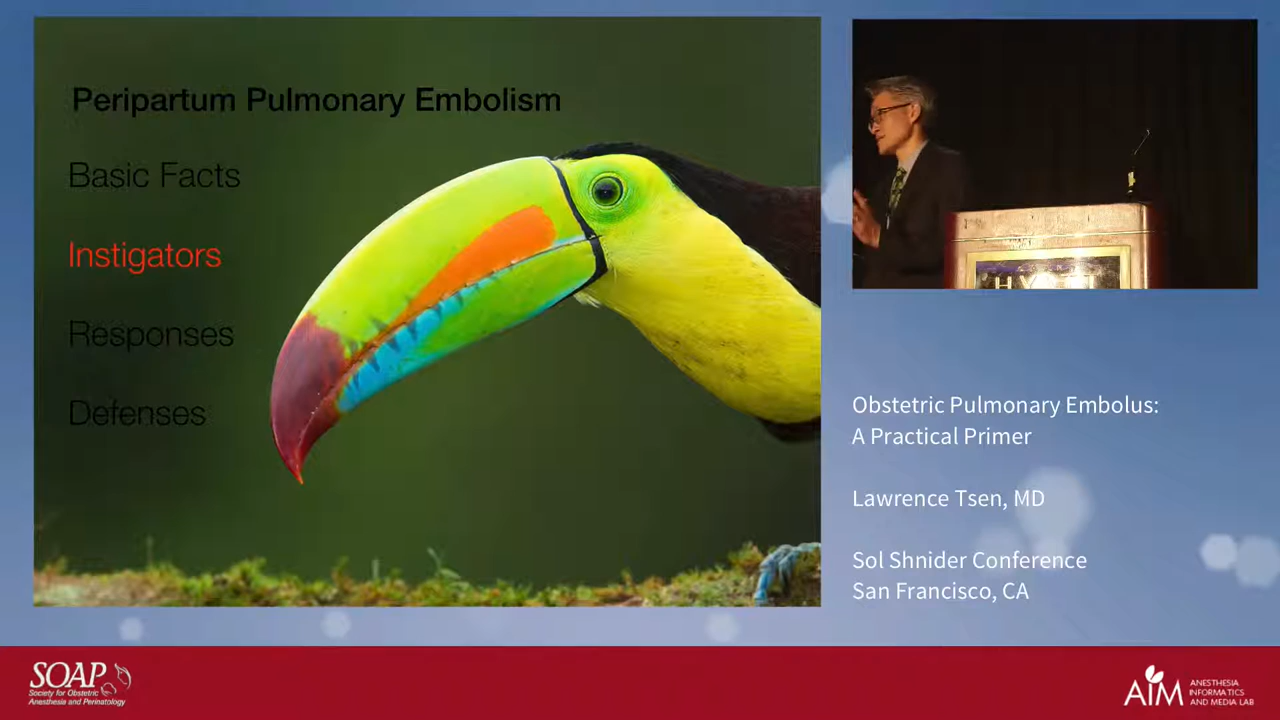 Peripartum Pulmonary Embolism
Basic Facts
Instigators
Responses
Defenses
Obstetric Pulmonary Embolus:
A Practical Primer
Lawrence Tsen, MD
Sol Shnider Conference
San Francisco, CA
SOAP
Society for Obstetric
Anesthesia and Perinatology
AIM
ANESTHESIA
INFORMATICS
AND MEDIA LAB